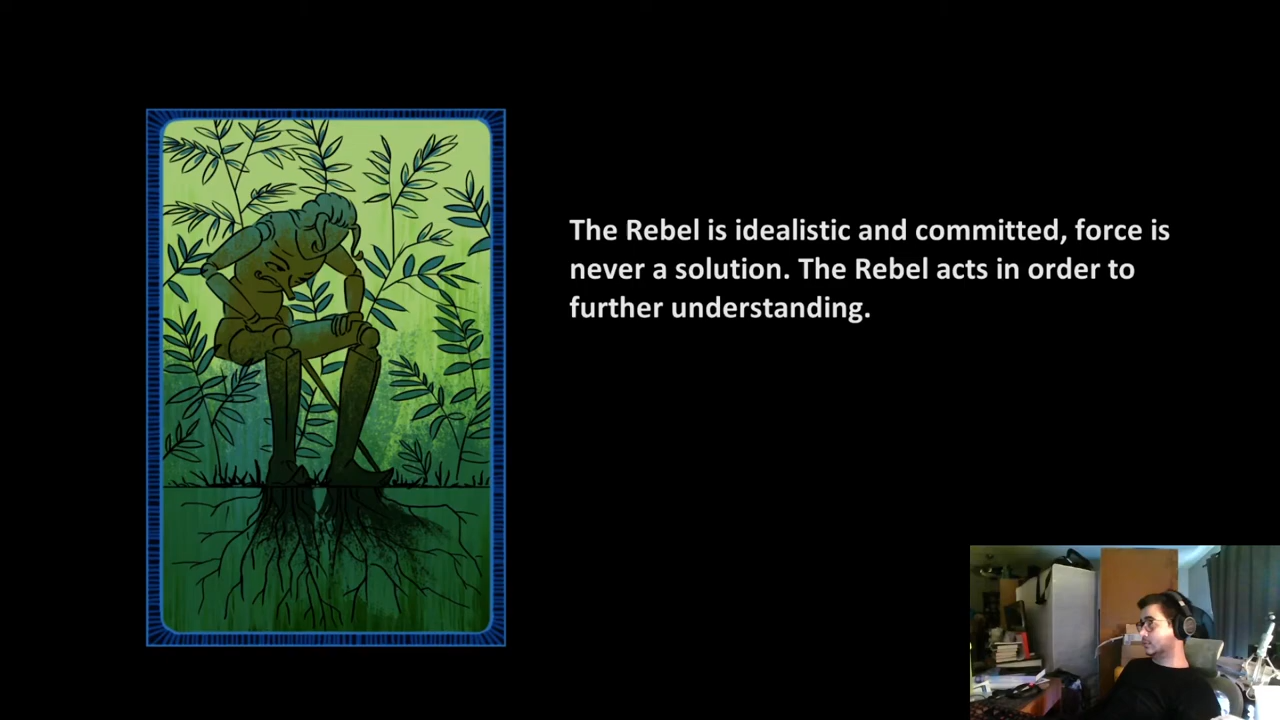 The Rebel is idealistic and committed, force is
never a solution. The Rebel acts in order to
further understanding.